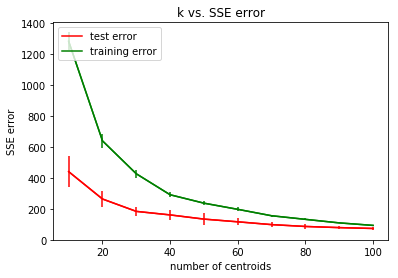 k vs. SSE error
test error
training error
SSE error
1400
1200
1000
800
600
400
200
0
20
40
60
80
100
number of centroids